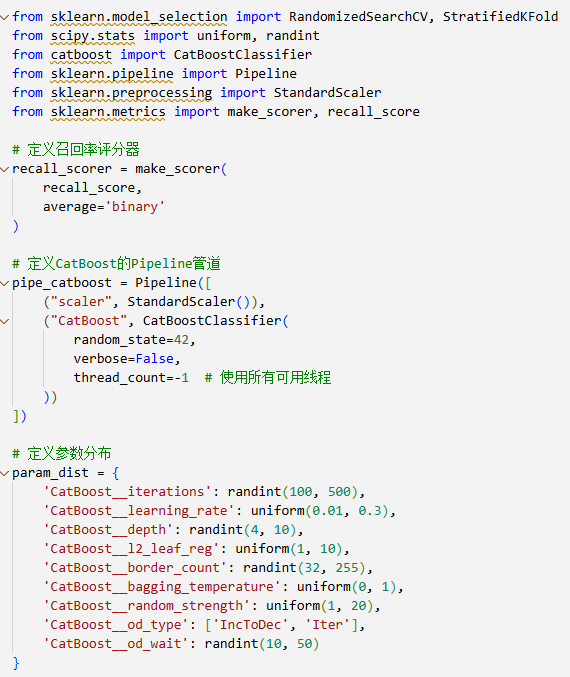 from sklearn.model_selection import RandomizedSearchCV, StratifiedKFold
from scipy.stats import uniform, randint
from catboost import CatBoostClassifier
from sklearn.pipeline import Pipeline
from sklearn.preprocessing import StandardScaler
from sklearn.metrics import make_scorer, recall_score

# 定义召回率评分器
recall_scorer = make_scorer(
    recall_score,
    average='binary'
)

# 定义CatBoost的Pipeline管道
pipe_catboost = Pipeline([
    ("scaler", StandardScaler()),
    ("CatBoost", CatBoostClassifier(
        random_state=42,
        verbose=False,
        thread_count=-1  # 使用所有可用线程
    ))
])

# 定义参数分布
param_dist = {
    'CatBoost__iterations': randint(100, 500),
    'CatBoost__learning_rate': uniform(0.01, 0.3),
    'CatBoost__depth': randint(4, 10),
    'CatBoost__l2_leaf_reg': uniform(1, 10),
    'CatBoost__border_count': randint(32, 255),
    'CatBoost__bagging_temperature': uniform(0, 1),
    'CatBoost__random_strength': uniform(1, 20),
    'CatBoost__od_type': ['IncToDec', 'Iter'],
    'CatBoost__od_wait': randint(10, 50)
}